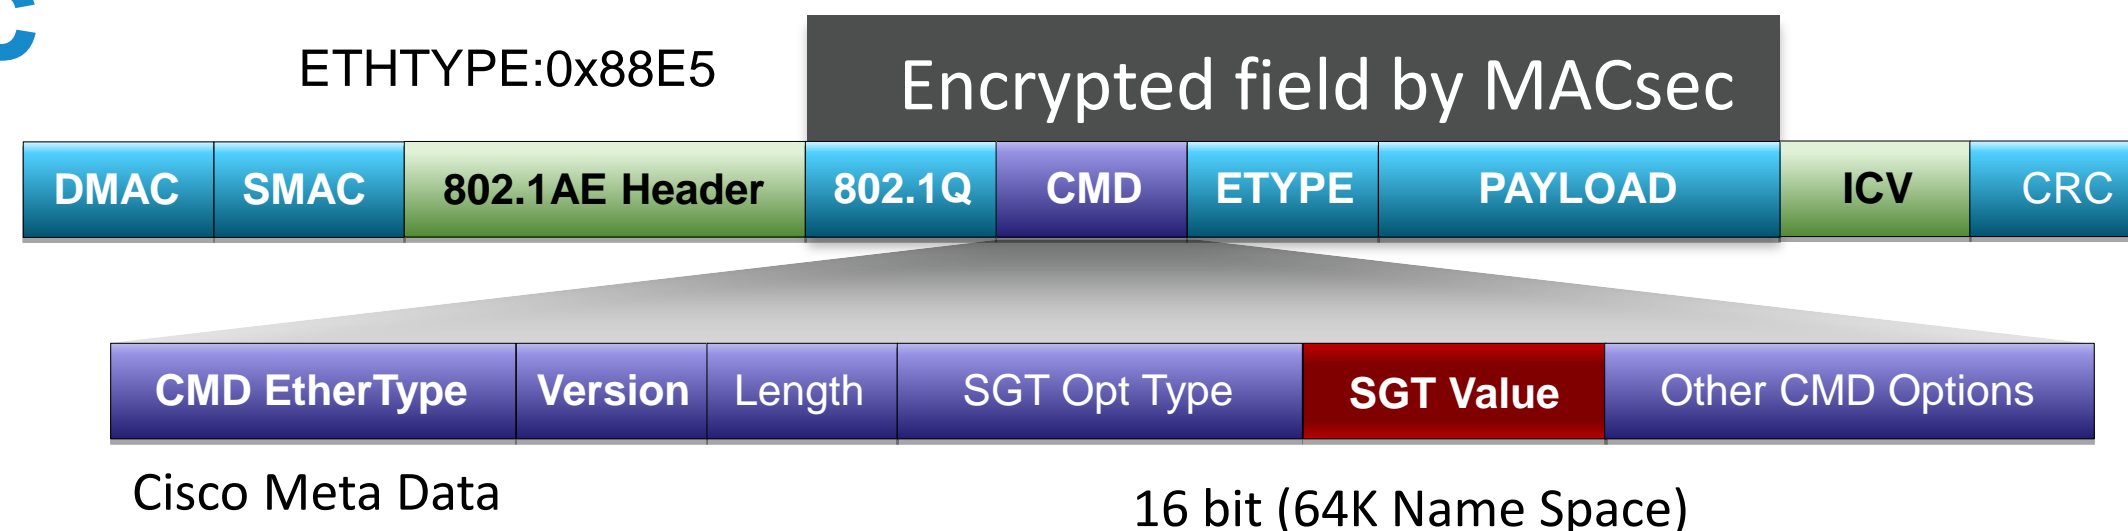 ETHTYPE:0x88E5
Encrypted field by MACsec
DMAC SMAC 802.1AE Header 802.1Q CMD ETYPE PAYLOAD ICV CRC
CMD EtherType Version Length SGT Opt Type SGT Value Other CMD Options
Cisco Meta Data
16 bit (64K Name Space)